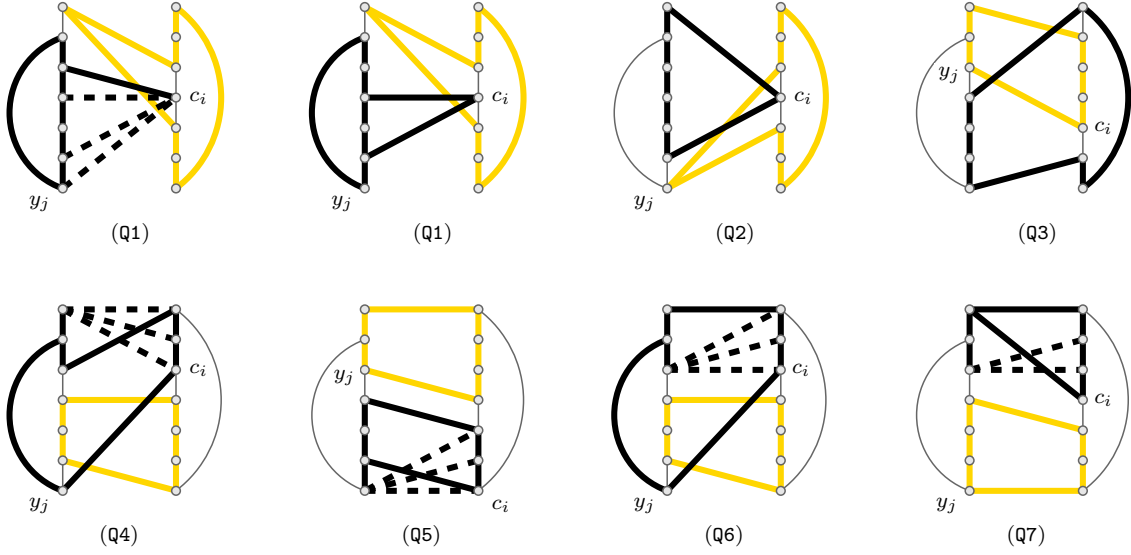 c_i
y_j
(Q1)
c_i
y_j
(Q1)
c_i
y_j
(Q2)
y_j
c_i
(Q3)
c_i
y_j
(Q4)
y_j
c_i
(Q5)
c_i
y_j
(Q6)
c_i
y_j
(Q7)